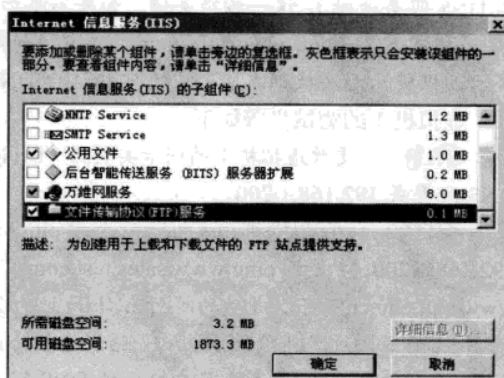 Internet 信息服务(IIS)
要添加或删除某个组件，请单击旁边的复选框。灰色框表示只会安装该组件的一
部分。要查看组件内容，请单击“详细信息”。
Internet 信息服务(IIS) 的子组件(C):
NNTP Service 1.2 MB
SMTP Service 1.3 MB
公用文件 1.0 MB
后台智能传送服务 (BITS) 服务器扩展 0.2 MB
万维网服务 8.0 MB
文件传输协议(FTP)服务 0.1 MB
描述: 为创建用于上载和下载文件的 FTP 站点提供支持。
所需磁盘空间: 3.2 MB
可用磁盘空间: 1873.3 MB
详细信息(D)...
确定 取消